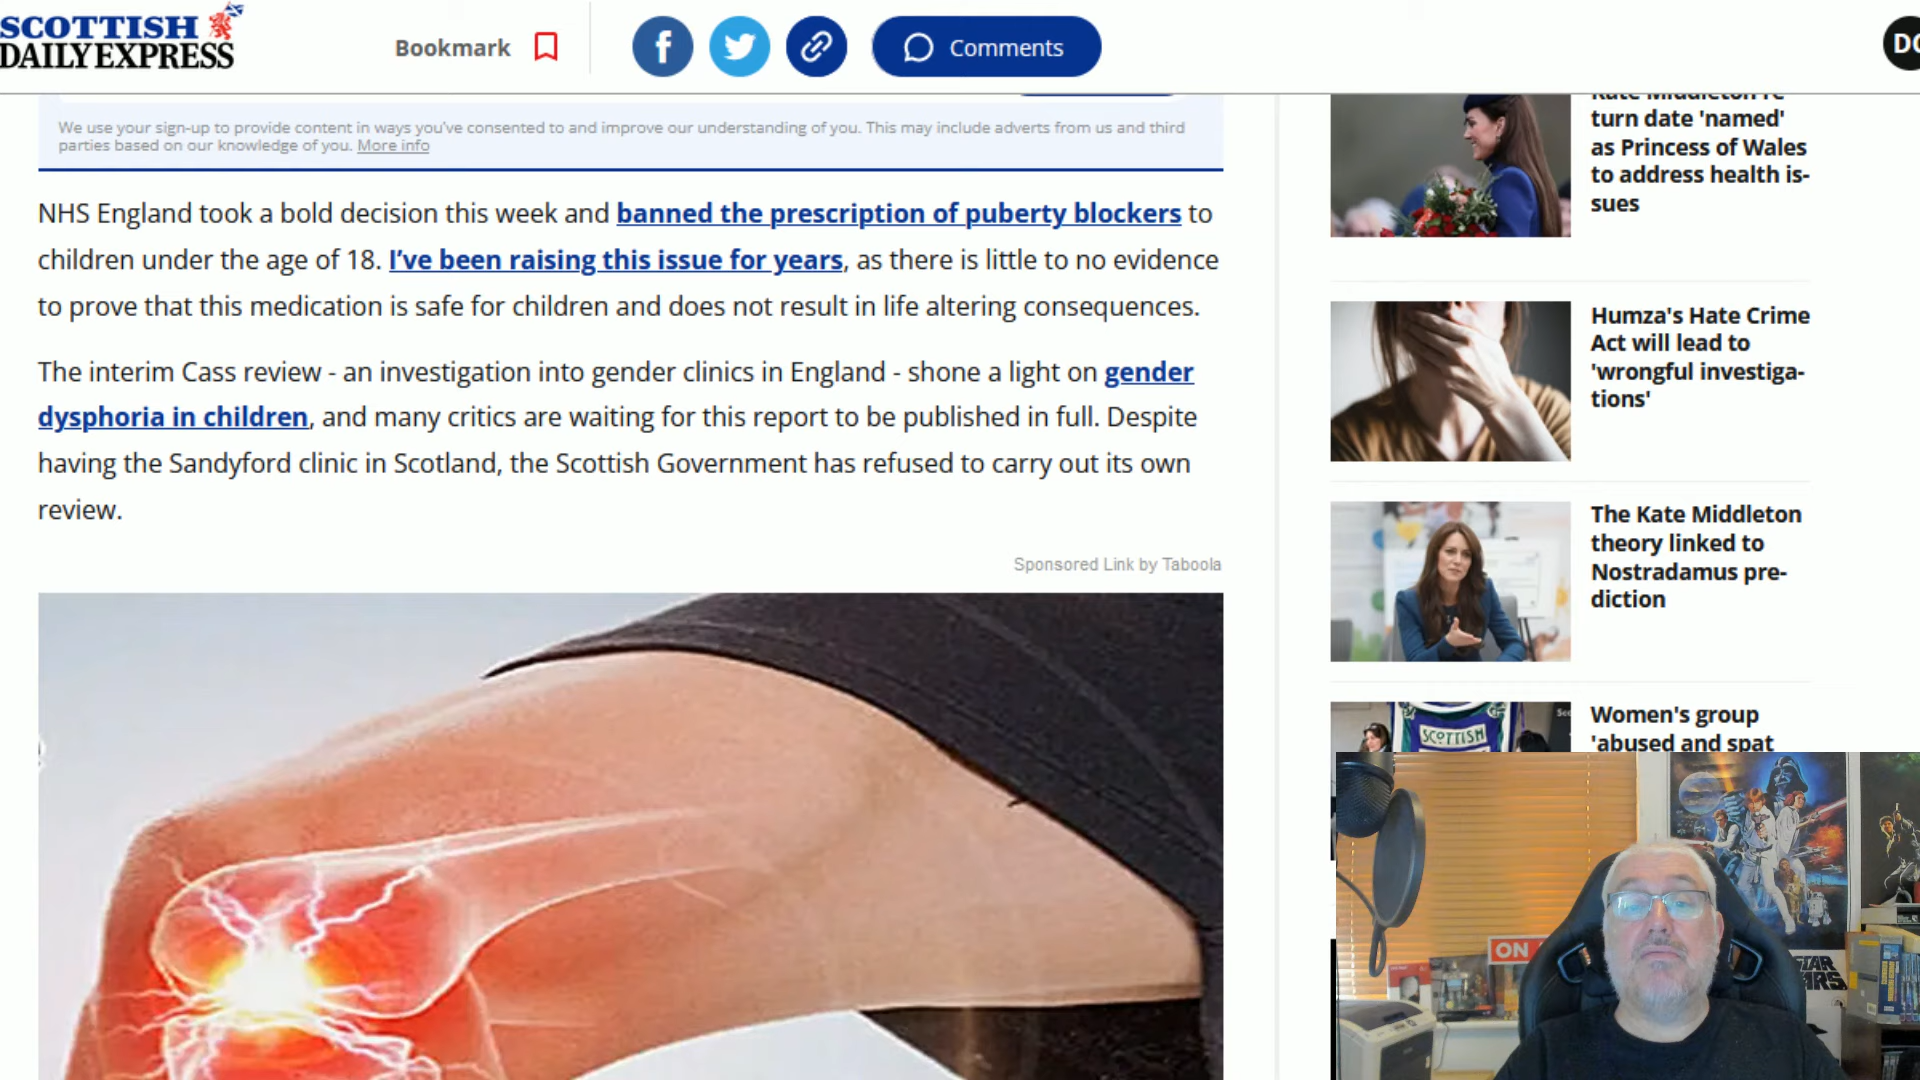 SCOTTISH
DAILY EXPRESS
Bookmark
Comments
We use your sign-up to provide content in ways you've consented to and improve our understanding of you. This may include adverts from us and third
parties based on our knowledge of you. More info
NHS England took a bold decision this week and banned the prescription of puberty blockers to
children under the age of 18. I've been raising this issue for years, as there is little to no evidence
to prove that this medication is safe for children and does not result in life altering consequences.
The interim Cass review - an investigation into gender clinics in England - shone a light on gender
dysphoria in children, and many critics are waiting for this report to be published in full. Despite
having the Sandyford clinic in Scotland, the Scottish Government has refused to carry out its own
review.
Sponsored Link by Taboola
Kate Middleton re-
turn date 'named'
as Princess of Wales
to address health is-
sues
Humza's Hate Crime
Act will lead to
'wrongful investiga-
tions'
The Kate Middleton
theory linked to
Nostradamus pre-
diction
Women's group
'abused and spat
SCOTTISH
ON
STAR
WARS